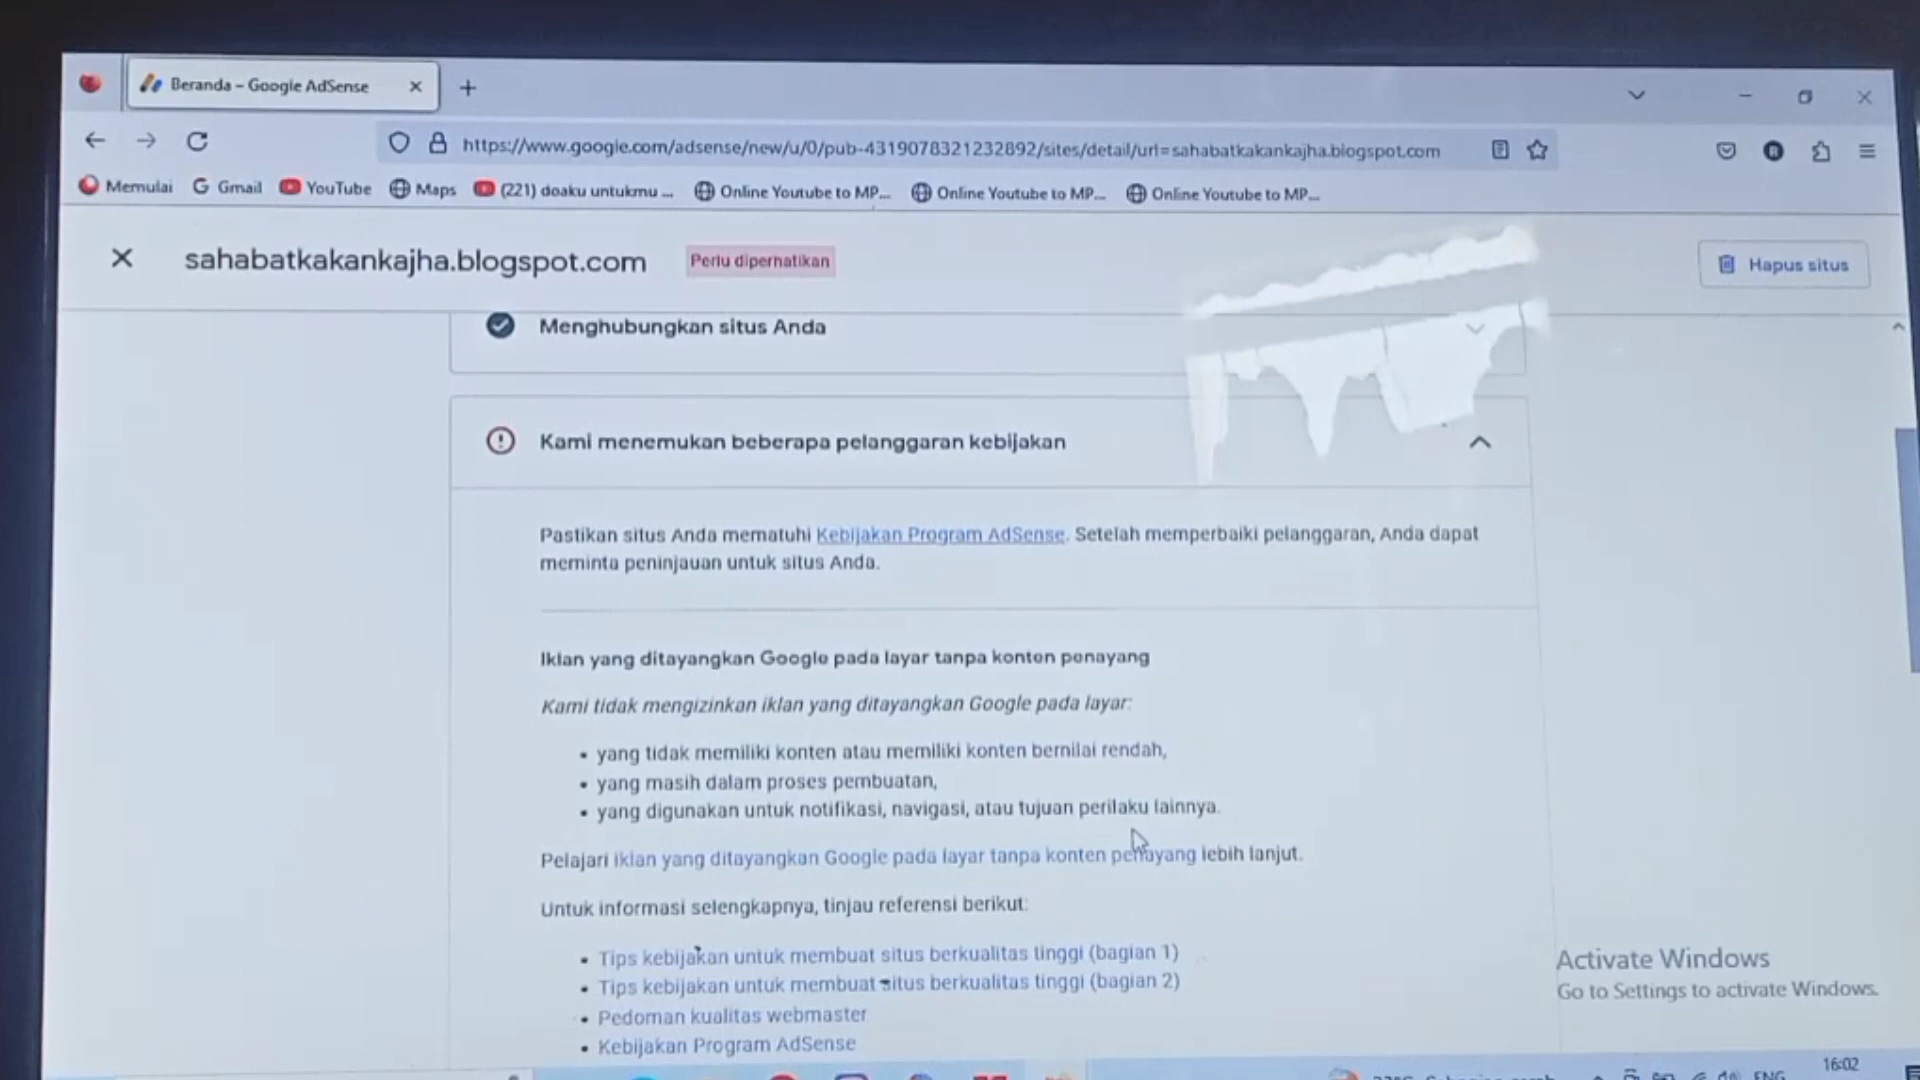 Beranda – Google AdSense
https://www.google.com/adsense/new/u/0/pub-4319078321232892/sites/detail/url=sahabatkakankajha.blogspot.com
Memulai Gmail YouTube Maps (221) doaku untukmu ... Online Youtube to MP... Online Youtube to MP... Online Youtube to MP...
sahabatkakankajha.blogspot.com Perlu diperhatikan Hapus situs
Menghubungkan situs Anda
Kami menemukan beberapa pelanggaran kebijakan
Pastikan situs Anda mematuhi Kebijakan Program AdSense. Setelah memperbaiki pelanggaran, Anda dapat
meminta peninjauan untuk situs Anda.
Iklan yang ditayangkan Google pada layar tanpa konten penayang
Kami tidak mengizinkan iklan yang ditayangkan Google pada layar:
• yang tidak memiliki konten atau memiliki konten bernilai rendah,
• yang masih dalam proses pembuatan,
• yang digunakan untuk notifikasi, navigasi, atau tujuan perilaku lainnya.
Pelajari iklan yang ditayangkan Google pada layar tanpa konten penayang lebih lanjut.
Untuk informasi selengkapnya, tinjau referensi berikut:
• Tips kebijakan untuk membuat situs berkualitas tinggi (bagian 1)
• Tips kebijakan untuk membuat situs berkualitas tinggi (bagian 2)
• Pedoman kualitas webmaster
• Kebijakan Program AdSense
Activate Windows
Go to Settings to activate Windows.
ENG 16:02